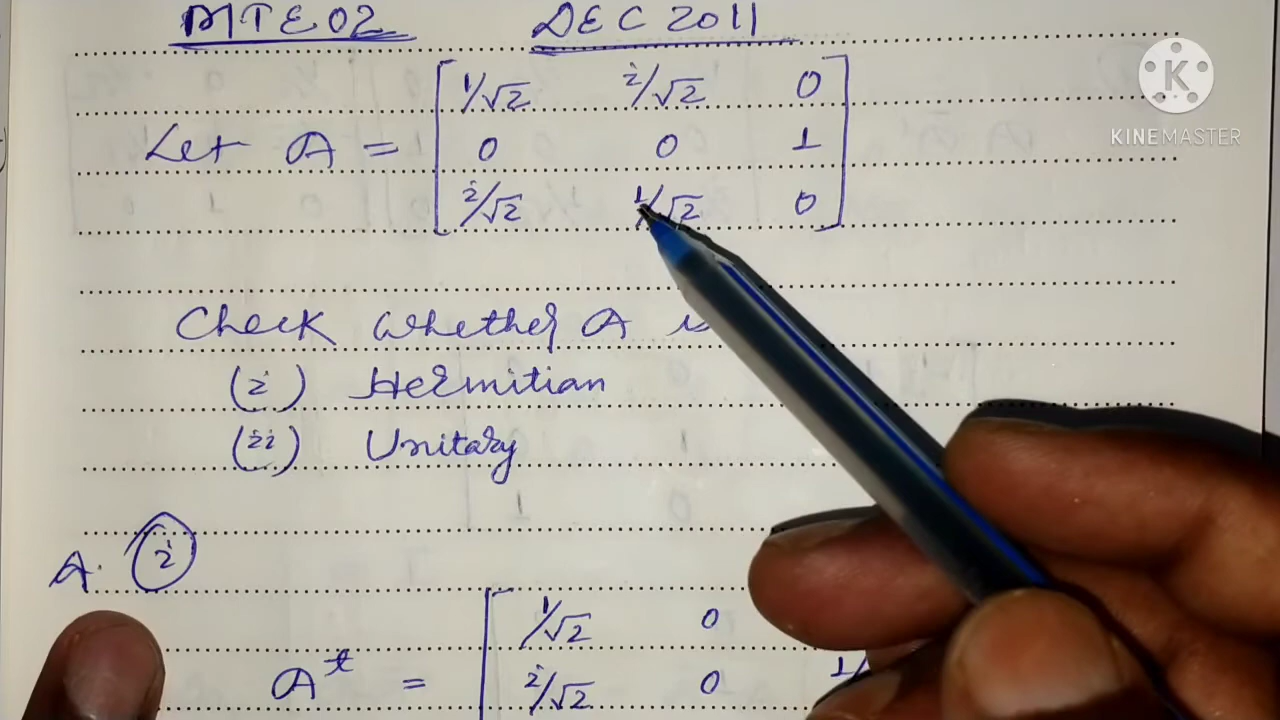 MTE02 DEC 2011
KINEMASTER
Let A = [ 1/√2 i/√2 0
0 0 1
i/√2 1/√2 0 ]
Check whether A is
(i) Hermitian
(ii) Unitary
A. (i)
A^t = [ 1/√2 0
i/√2 0 1/